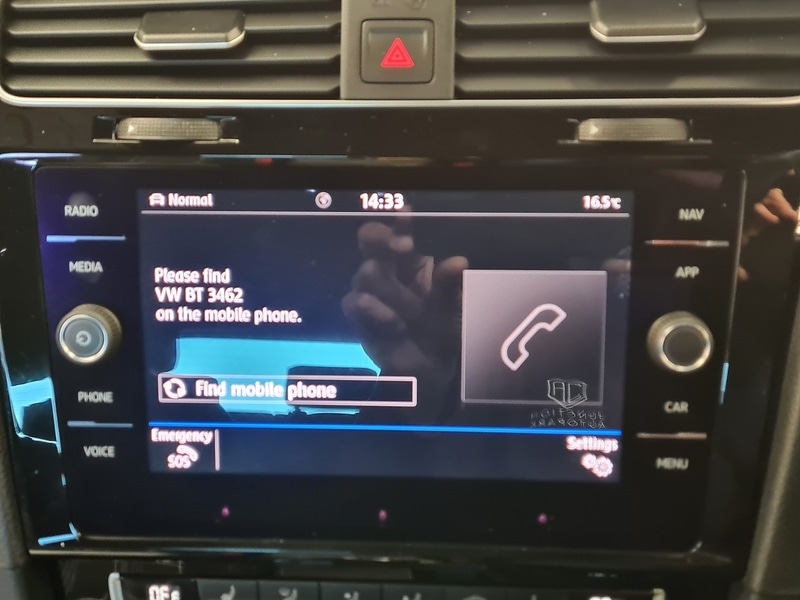 Normal 14:33 16.5°C
RADIO
NAV
MEDIA
APP
Please find
VW BT 3462
on the mobile phone.
Find mobile phone
PHONE
CAR
VOICE
MENU
Emergency
SOS
Settings